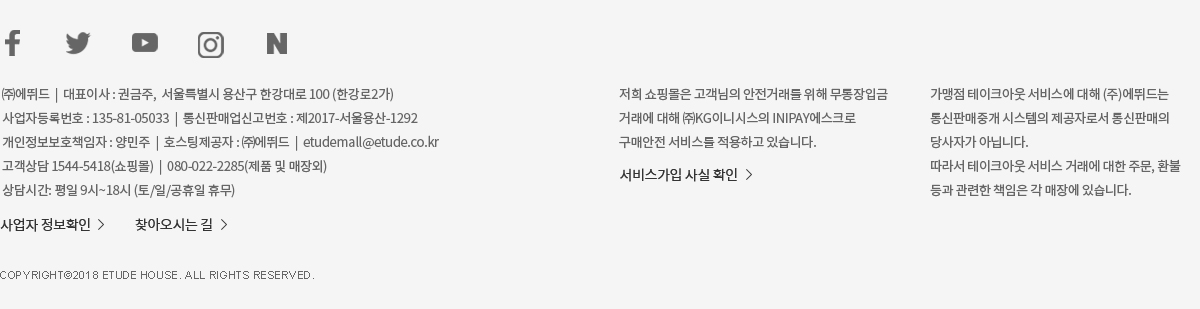 ㈜에뛰드 | 대표이사 : 권금주, 서울특별시 용산구 한강대로 100 (한강로2가)
사업자등록번호 : 135-81-05033 | 통신판매업신고번호 : 제2017-서울용산-1292
개인정보보호책임자 : 양민주 | 호스팅제공자 : ㈜에뛰드 | etudemall@etude.co.kr
고객상담 1544-5418(쇼핑몰) | 080-022-2285(제품 및 매장외)
상담시간: 평일 9시~18시 (토/일/공휴일 휴무)
사업자 정보확인 >
찾아오시는 길 >
저희 쇼핑몰은 고객님의 안전거래를 위해 무통장입금
거래에 대해 ㈜KG이니시스의 INIPAY에스크로
구매안전 서비스를 적용하고 있습니다.
서비스가입 사실 확인 >
가맹점 테이크아웃 서비스에 대해 (주)에뛰드는
통신판매중개 시스템의 제공자로서 통신판매의
당사자가 아닙니다.
따라서 테이크아웃 서비스 거래에 대한 주문, 환불
등과 관련한 책임은 각 매장에 있습니다.
COPYRIGHT©2018 ETUDE HOUSE. ALL RIGHTS RESERVED.